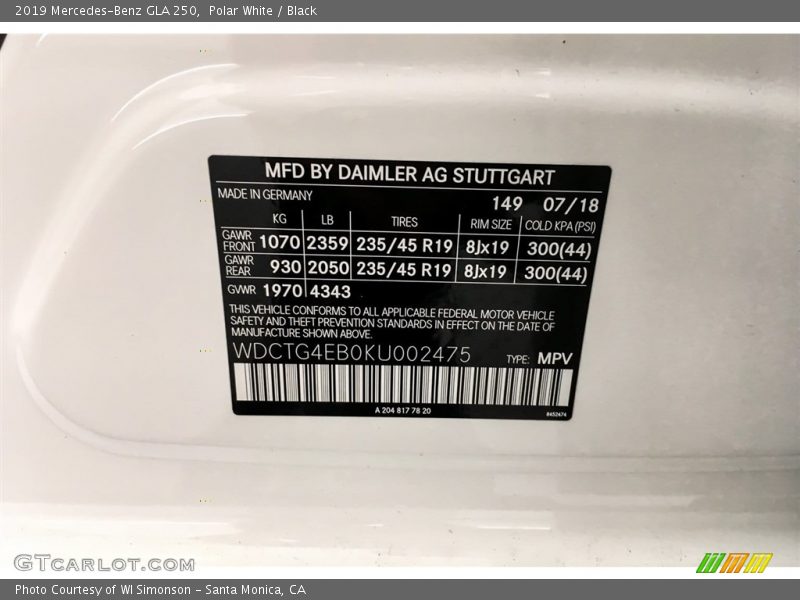 2019 Mercedes-Benz GLA 250,  Polar White / Black
MFD BY DAIMLER AG STUTTGART
MADE IN GERMANY 149 07/18
KG LB TIRES RIM SIZE COLD KPA (PSI)
GAWR FRONT 1070 2359 235/45 R19 8Jx19 300(44)
GAWR REAR 930 2050 235/45 R19 8Jx19 300(44)
GVWR 1970 4343
THIS VEHICLE CONFORMS TO ALL APPLICABLE FEDERAL MOTOR VEHICLE
SAFETY AND THEFT PREVENTION STANDARDS IN EFFECT ON THE DATE OF
MANUFACTURE SHOWN ABOVE.
WDCTG4EB0KU002475 TYPE: MPV
A 204 817 78 20 8452474
GTCARLOT.COM
Photo Courtesy of WI Simonson - Santa Monica, CA